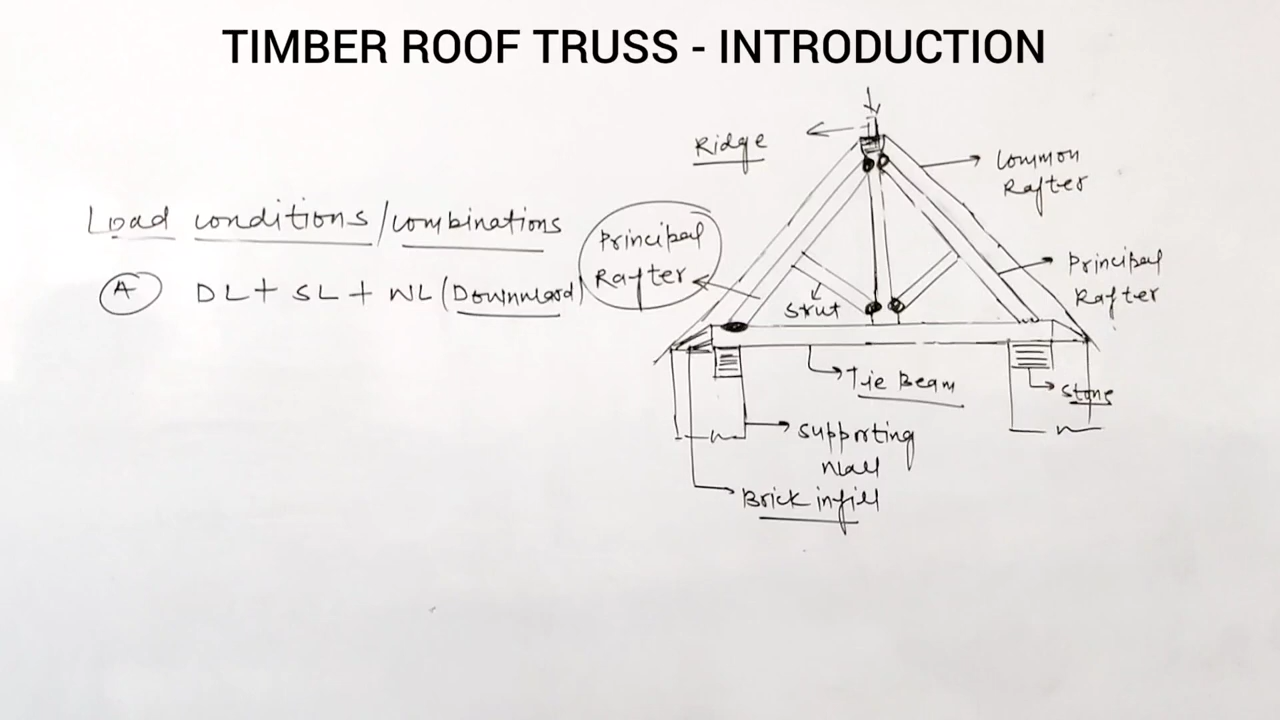 TIMBER ROOF TRUSS - INTRODUCTION
Ridge
Common
Rafter
Load conditions/combinations
Principal
Rafter
Principal
Rafter
A DL + SL + WL (Downward)
Strut
Tie Beam
Stone
Supporting
Wall
Brick infill